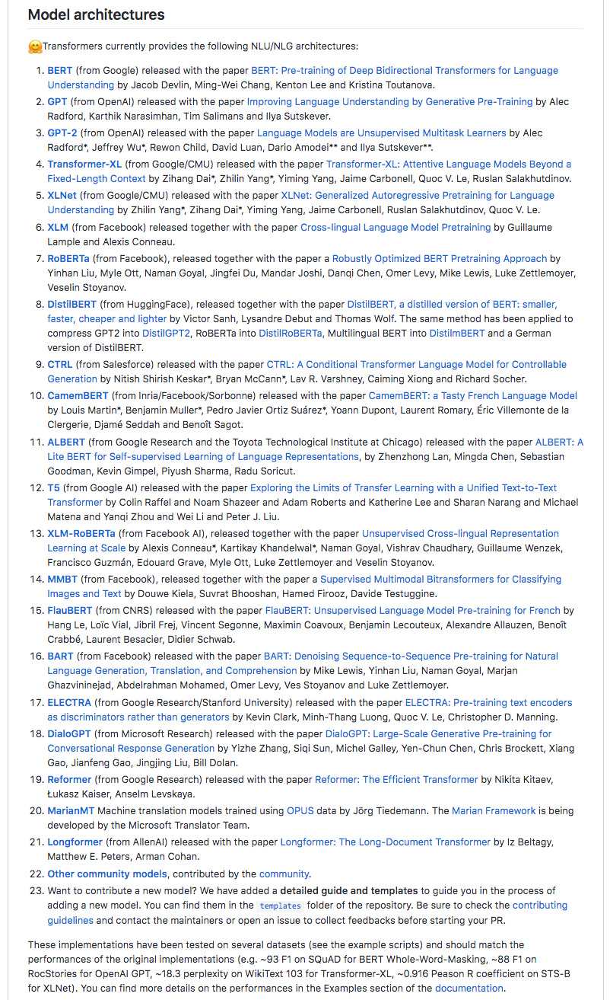 Model architectures
🤗Transformers currently provides the following NLU/NLG architectures:
1. BERT (from Google) released with the paper BERT: Pre-training of Deep Bidirectional Transformers for Language
Understanding by Jacob Devlin, Ming-Wei Chang, Kenton Lee and Kristina Toutanova.
2. GPT (from OpenAI) released with the paper Improving Language Understanding by Generative Pre-Training by Alec
Radford, Karthik Narasimhan, Tim Salimans and Ilya Sutskever.
3. GPT-2 (from OpenAI) released with the paper Language Models are Unsupervised Multitask Learners by Alec
Radford*, Jeffrey Wu*, Rewon Child, David Luan, Dario Amodei** and Ilya Sutskever**.
4. Transformer-XL (from Google/CMU) released with the paper Transformer-XL: Attentive Language Models Beyond a
Fixed-Length Context by Zihang Dai*, Zhilin Yang*, Yiming Yang, Jaime Carbonell, Quoc V. Le, Ruslan Salakhutdinov.
5. XLNet (from Google/CMU) released with the paper XLNet: Generalized Autoregressive Pretraining for Language
Understanding by Zhilin Yang*, Zihang Dai*, Yiming Yang, Jaime Carbonell, Ruslan Salakhutdinov, Quoc V. Le.
6. XLM (from Facebook) released together with the paper Cross-lingual Language Model Pretraining by Guillaume
Lample and Alexis Conneau.
7. RoBERTa (from Facebook), released together with the paper a Robustly Optimized BERT Pretraining Approach by
Yinhan Liu, Myle Ott, Naman Goyal, Jingfei Du, Mandar Joshi, Danqi Chen, Omer Levy, Mike Lewis, Luke Zettlemoyer,
Veselin Stoyanov.
8. DistilBERT (from HuggingFace), released together with the paper DistilBERT, a distilled version of BERT: smaller,
faster, cheaper and lighter by Victor Sanh, Lysandre Debut and Thomas Wolf. The same method has been applied to
compress GPT2 into DistilGPT2, RoBERTa into DistilRoBERTa, Multilingual BERT into DistilmBERT and a German
version of DistilBERT.
9. CTRL (from Salesforce) released with the paper CTRL: A Conditional Transformer Language Model for Controllable
Generation by Nitish Shirish Keskar*, Bryan McCann*, Lav R. Varshney, Caiming Xiong and Richard Socher.
10. CamemBERT (from Inria/Facebook/Sorbonne) released with the paper CamemBERT: a Tasty French Language Model
by Louis Martin*, Benjamin Muller*, Pedro Javier Ortiz Suárez*, Yoann Dupont, Laurent Romary, Éric Villemonte de la
Clergerie, Djamé Seddah and Benoît Sagot.
11. ALBERT (from Google Research and the Toyota Technological Institute at Chicago) released with the paper ALBERT: A
Lite BERT for Self-supervised Learning of Language Representations, by Zhenzhong Lan, Mingda Chen, Sebastian
Goodman, Kevin Gimpel, Piyush Sharma, Radu Soricut.
12. T5 (from Google AI) released with the paper Exploring the Limits of Transfer Learning with a Unified Text-to-Text
Transformer by Colin Raffel and Noam Shazeer and Adam Roberts and Katherine Lee and Sharan Narang and Michael
Matena and Yanqi Zhou and Wei Li and Peter J. Liu.
13. XLM-RoBERTa (from Facebook AI), released together with the paper Unsupervised Cross-lingual Representation
Learning at Scale by Alexis Conneau*, Kartikay Khandelwal*, Naman Goyal, Vishrav Chaudhary, Guillaume Wenzek,
Francisco Guzmán, Edouard Grave, Myle Ott, Luke Zettlemoyer and Veselin Stoyanov.
14. MMBT (from Facebook), released together with the paper a Supervised Multimodal Bitransformers for Classifying
Images and Text by Douwe Kiela, Suvrat Bhooshan, Hamed Firooz, Davide Testuggine.
15. FlauBERT (from CNRS) released with the paper FlauBERT: Unsupervised Language Model Pre-training for French by
Hang Le, Loïc Vial, Jibril Frej, Vincent Segonne, Maximin Coavoux, Benjamin Lecouteux, Alexandre Allauzen, Benoît
Crabbé, Laurent Besacier, Didier Schwab.
16. BART (from Facebook) released with the paper BART: Denoising Sequence-to-Sequence Pre-training for Natural
Language Generation, Translation, and Comprehension by Mike Lewis, Yinhan Liu, Naman Goyal, Marjan
Ghazvininejad, Abdelrahman Mohamed, Omer Levy, Ves Stoyanov and Luke Zettlemoyer.
17. ELECTRA (from Google Research/Stanford University) released with the paper ELECTRA: Pre-training text encoders
as discriminators rather than generators by Kevin Clark, Minh-Thang Luong, Quoc V. Le, Christopher D. Manning.
18. DialoGPT (from Microsoft Research) released with the paper DialoGPT: Large-Scale Generative Pre-training for
Conversational Response Generation by Yizhe Zhang, Siqi Sun, Michel Galley, Yen-Chun Chen, Chris Brockett, Xiang
Gao, Jianfeng Gao, Jingjing Liu, Bill Dolan.
19. Reformer (from Google Research) released with the paper Reformer: The Efficient Transformer by Nikita Kitaev,
Łukasz Kaiser, Anselm Levskaya.
20. MarianMT Machine translation models trained using OPUS data by Jörg Tiedemann. The Marian Framework is being
developed by the Microsoft Translator Team.
21. Longformer (from AllenAI) released with the paper Longformer: The Long-Document Transformer by Iz Beltagy,
Matthew E. Peters, Arman Cohan.
22. Other community models, contributed by the community.
23. Want to contribute a new model? We have added a detailed guide and templates to guide you in the process of
adding a new model. You can find them in the templates folder of the repository. Be sure to check the contributing
guidelines and contact the maintainers or open an issue to collect feedbacks before starting your PR.
These implementations have been tested on several datasets (see the example scripts) and should match the
performances of the original implementations (e.g. ~93 F1 on SQuAD for BERT Whole-Word-Masking, ~88 F1 on
RocStories for OpenAI GPT, ~18.3 perplexity on WikiText 103 for Transformer-XL, ~0.916 Peason R coefficient on STS-B
for XLNet). You can find more details on the performances in the Examples section of the documentation.